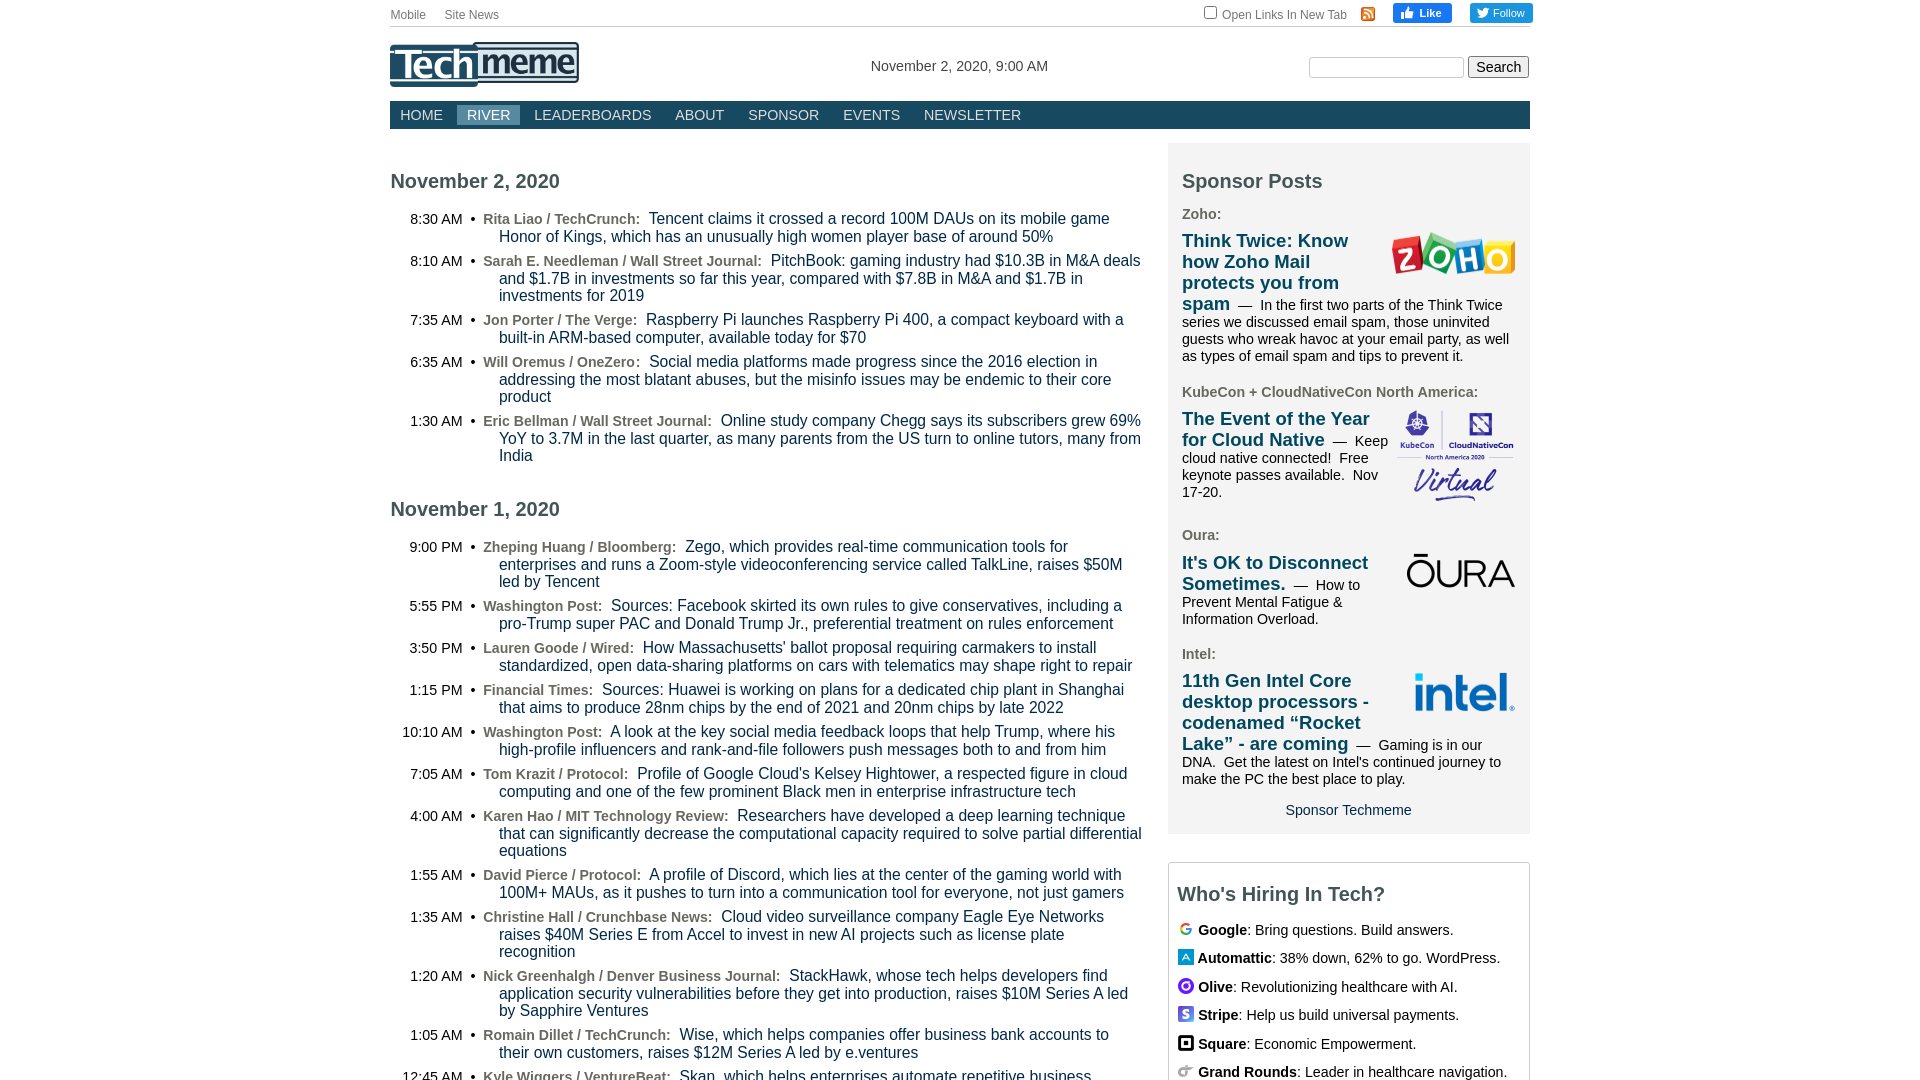 Mobile Site News Open Links In New Tab Like Follow
Techmeme
November 2, 2020, 9:00 AM
Search
HOME RIVER LEADERBOARDS ABOUT SPONSOR EVENTS NEWSLETTER
November 2, 2020
8:30 AM • Rita Liao / TechCrunch: Tencent claims it crossed a record 100M DAUs on its mobile game
Honor of Kings, which has an unusually high women player base of around 50%
8:10 AM • Sarah E. Needleman / Wall Street Journal: PitchBook: gaming industry had $10.3B in M&A deals
and $1.7B in investments so far this year, compared with $7.8B in M&A and $1.7B in
investments for 2019
7:35 AM • Jon Porter / The Verge: Raspberry Pi launches Raspberry Pi 400, a compact keyboard with a
built-in ARM-based computer, available today for $70
6:35 AM • Will Oremus / OneZero: Social media platforms made progress since the 2016 election in
addressing the most blatant abuses, but the misinfo issues may be endemic to their core
product
1:30 AM • Eric Bellman / Wall Street Journal: Online study company Chegg says its subscribers grew 69%
YoY to 3.7M in the last quarter, as many parents from the US turn to online tutors, many from
India
November 1, 2020
9:00 PM • Zheping Huang / Bloomberg: Zego, which provides real-time communication tools for
enterprises and runs a Zoom-style videoconferencing service called TalkLine, raises $50M
led by Tencent
5:55 PM • Washington Post: Sources: Facebook skirted its own rules to give conservatives, including a
pro-Trump super PAC and Donald Trump Jr., preferential treatment on rules enforcement
3:50 PM • Lauren Goode / Wired: How Massachusetts' ballot proposal requiring carmakers to install
standardized, open data-sharing platforms on cars with telematics may shape right to repair
1:15 PM • Financial Times: Sources: Huawei is working on plans for a dedicated chip plant in Shanghai
that aims to produce 28nm chips by the end of 2021 and 20nm chips by late 2022
10:10 AM • Washington Post: A look at the key social media feedback loops that help Trump, where his
high-profile influencers and rank-and-file followers push messages both to and from him
7:05 AM • Tom Krazit / Protocol: Profile of Google Cloud's Kelsey Hightower, a respected figure in cloud
computing and one of the few prominent Black men in enterprise infrastructure tech
4:00 AM • Karen Hao / MIT Technology Review: Researchers have developed a deep learning technique
that can significantly decrease the computational capacity required to solve partial differential
equations
1:55 AM • David Pierce / Protocol: A profile of Discord, which lies at the center of the gaming world with
100M+ MAUs, as it pushes to turn into a communication tool for everyone, not just gamers
1:35 AM • Christine Hall / Crunchbase News: Cloud video surveillance company Eagle Eye Networks
raises $40M Series E from Accel to invest in new AI projects such as license plate
recognition
1:20 AM • Nick Greenhalgh / Denver Business Journal: StackHawk, whose tech helps developers find
application security vulnerabilities before they get into production, raises $10M Series A led
by Sapphire Ventures
1:05 AM • Romain Dillet / TechCrunch: Wise, which helps companies offer business bank accounts to
their own customers, raises $12M Series A led by e.ventures
12:45 AM • Kyle Wiggers / VentureBeat: Skan, which helps enterprises automate repetitive business
Sponsor Posts
Zoho:
Think Twice: Know
how Zoho Mail
protects you from
spam — In the first two parts of the Think Twice
series we discussed email spam, those uninvited
guests who wreak havoc at your email party, as well
as types of email spam and tips to prevent it.
ZOHO
KubeCon + CloudNativeCon North America:
The Event of the Year
for Cloud Native — Keep
cloud native connected! Free
keynote passes available. Nov
17-20.
KubeCon CloudNativeCon
North America 2020
Virtual
Oura:
It's OK to Disconnect
Sometimes. — How to
Prevent Mental Fatigue &
Information Overload.
ŌURA
Intel:
11th Gen Intel Core
desktop processors -
codenamed “Rocket
Lake” - are coming — Gaming is in our
DNA. Get the latest on Intel's continued journey to
make the PC the best place to play.
intel
Sponsor Techmeme
Who's Hiring In Tech?
Google: Bring questions. Build answers.
Automattic: 38% down, 62% to go. WordPress.
Olive: Revolutionizing healthcare with AI.
Stripe: Help us build universal payments.
Square: Economic Empowerment.
Grand Rounds: Leader in healthcare navigation.